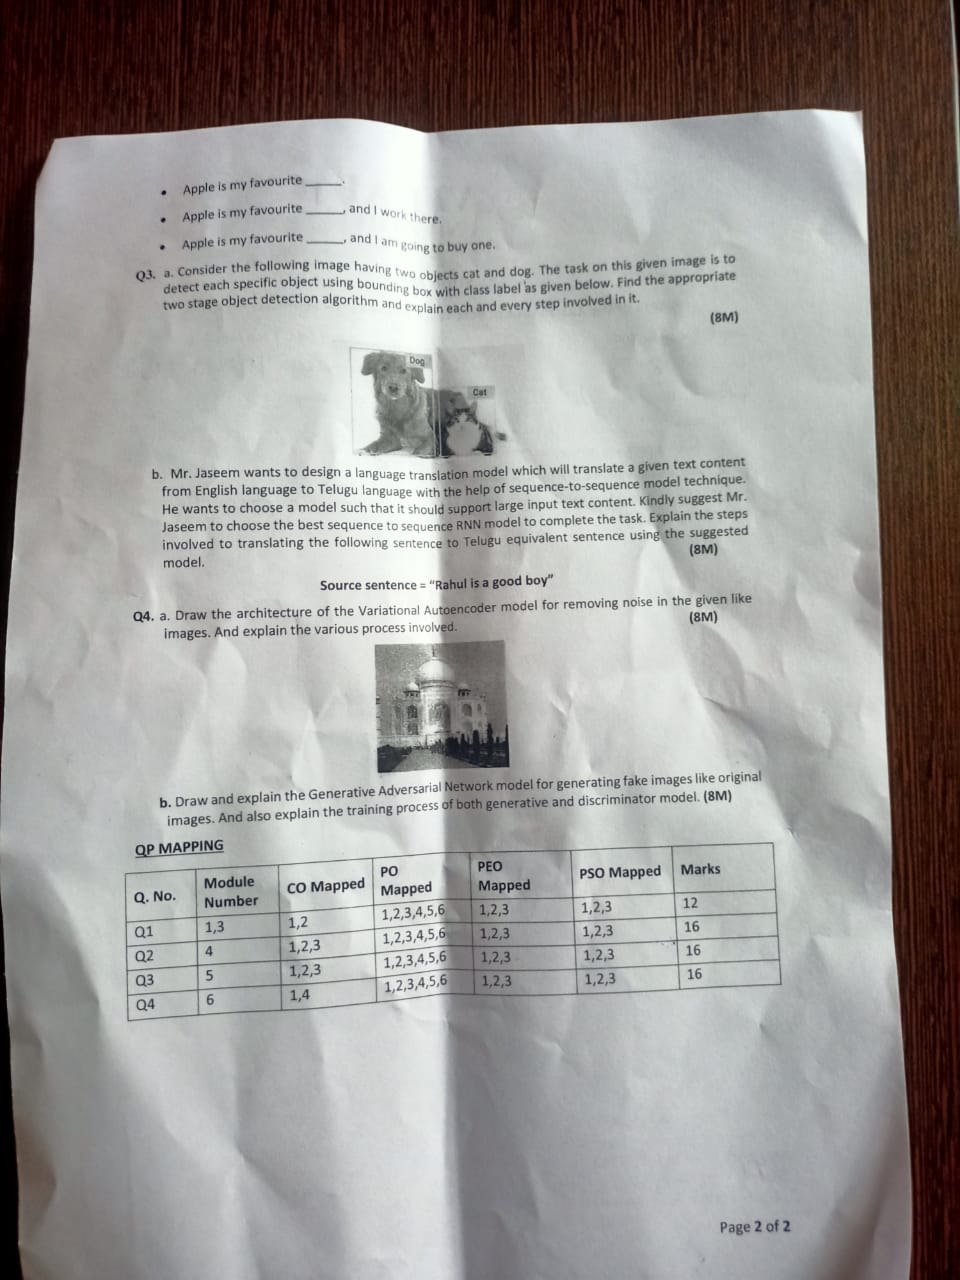 • Apple is my favourite ______.
• Apple is my favourite ______, and I work there.
• Apple is my favourite ______, and I am going to buy one.
Q3. a. Consider the following image having two objects cat and dog. The task on this given image is to
detect each specific object using bounding box with class label as given below. Find the appropriate
two stage object detection algorithm and explain each and every step involved in it.
(8M)
Dog
Cat
b. Mr. Jaseem wants to design a language translation model which will translate a given text content
from English language to Telugu language with the help of sequence-to-sequence model technique.
He wants to choose a model such that it should support large input text content. Kindly suggest Mr.
Jaseem to choose the best sequence to sequence RNN model to complete the task. Explain the steps
involved to translating the following sentence to Telugu equivalent sentence using the suggested
model. (8M)
Source sentence = "Rahul is a good boy"
Q4. a. Draw the architecture of the Variational Autoencoder model for removing noise in the given like
images. And explain the various process involved. (8M)
b. Draw and explain the Generative Adversarial Network model for generating fake images like original
images. And also explain the training process of both generative and discriminator model. (8M)
QP MAPPING
Q. No. Module Number CO Mapped PO Mapped PEO Mapped PSO Mapped Marks
Q1 1,3 1,2 1,2,3,4,5,6 1,2,3 1,2,3 12
Q2 4 1,2,3 1,2,3,4,5,6 1,2,3 1,2,3 16
Q3 5 1,2,3 1,2,3,4,5,6 1,2,3 1,2,3 16
Q4 6 1,4 1,2,3,4,5,6 1,2,3 1,2,3 16
Page 2 of 2